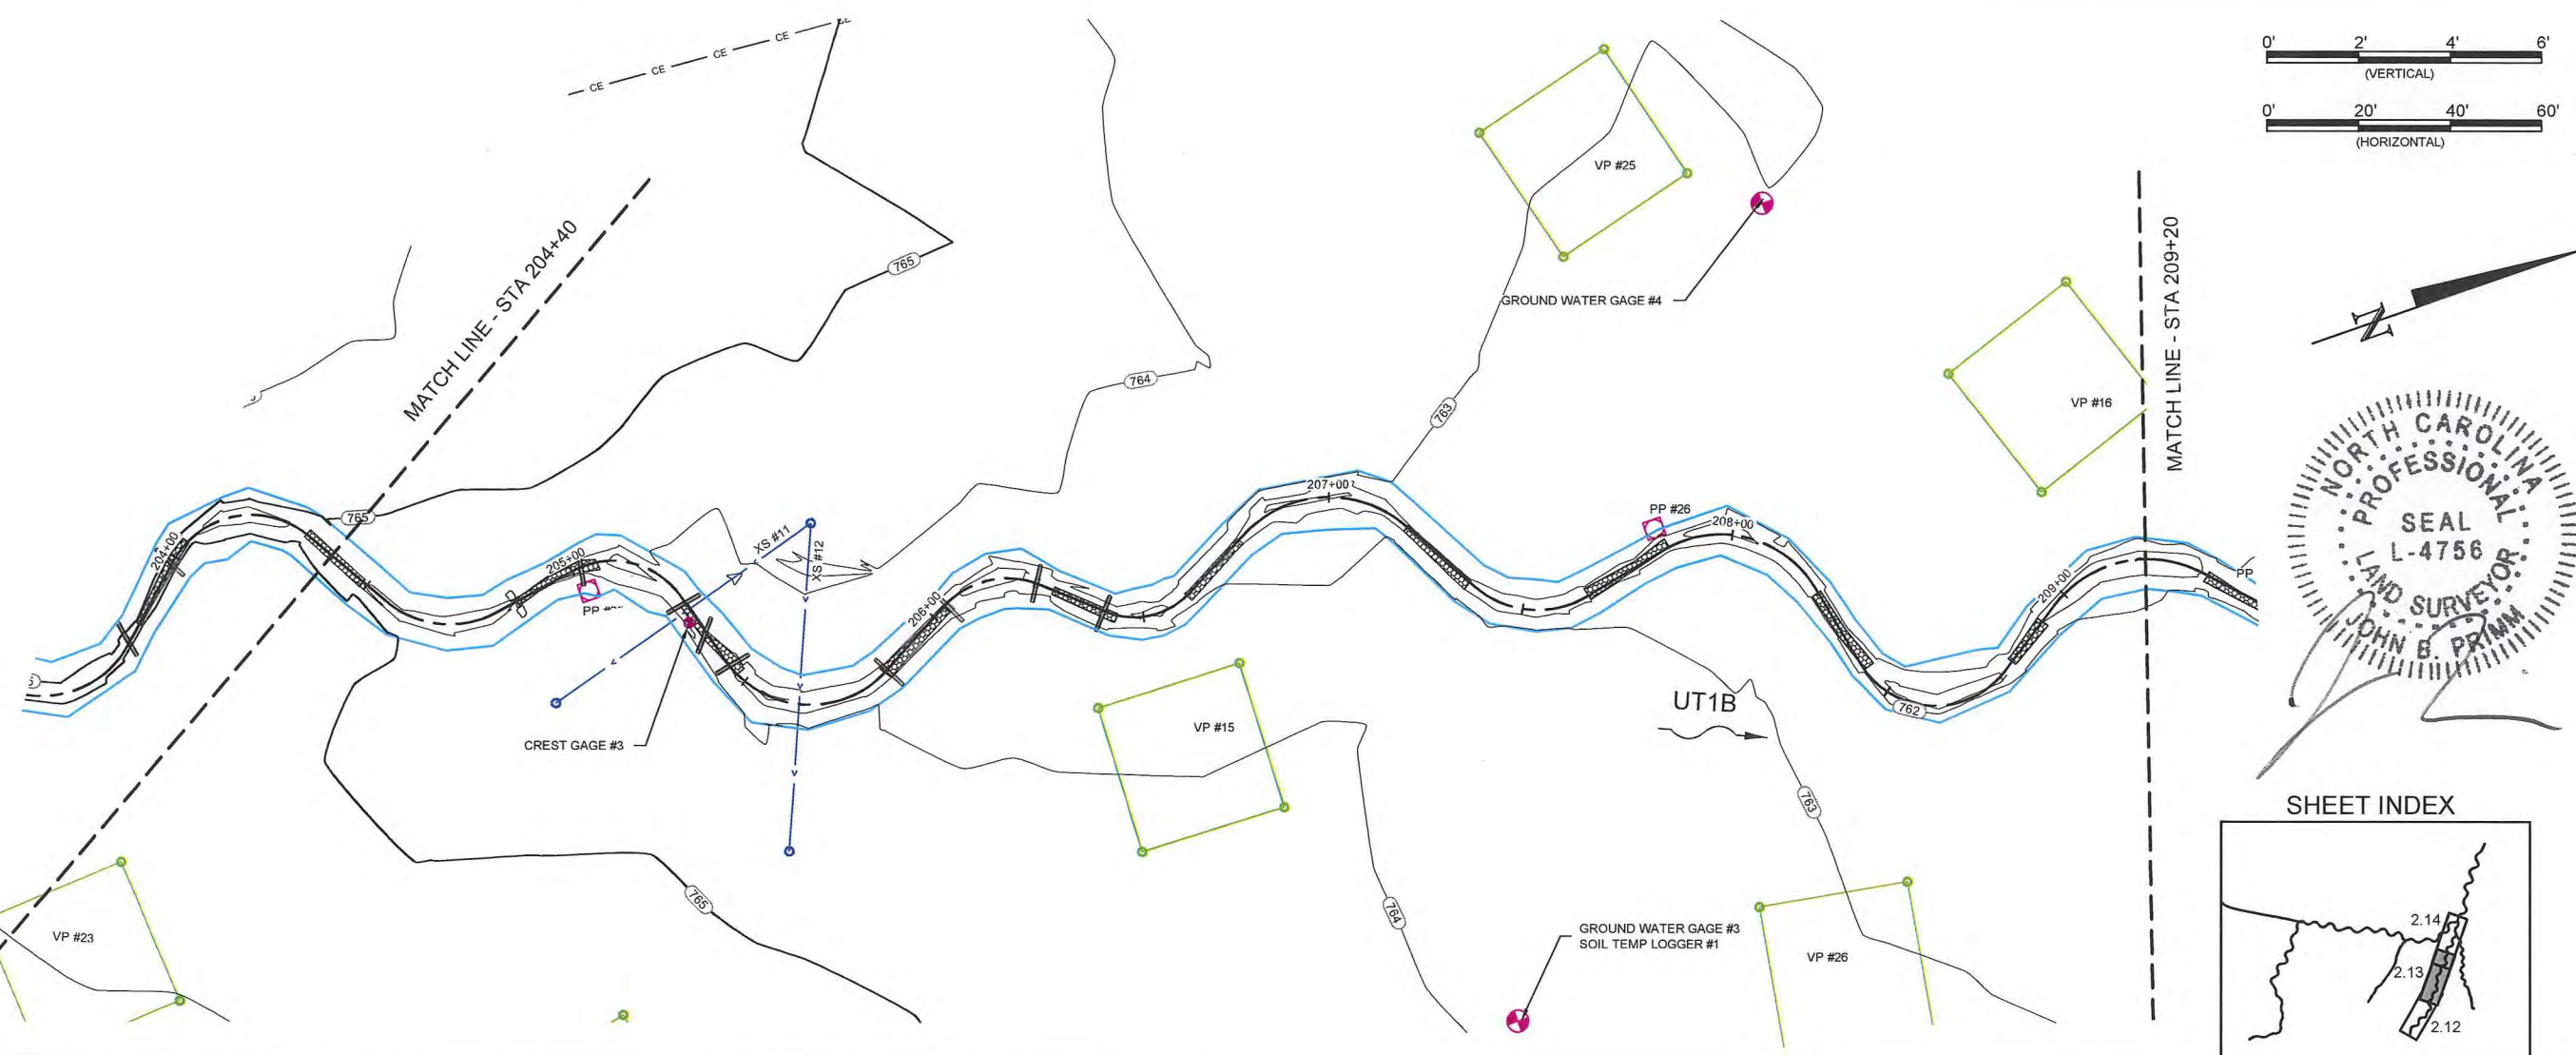 CE
CE
CE
CE
CE
0' 2' 4' 6'
(VERTICAL)
0' 20' 40' 60'
(HORIZONTAL)
N
MATCH LINE - STA 204+40
MATCH LINE - STA 209+20
765
764
763
VP #25
GROUND WATER GAGE #4
VP #16
765
204+00
205+00
PP
XS #11
XS #12
206+00
207+00
PP #26
208+00
209+00
PP
762
CREST GAGE #3
VP #15
UT1B
763
765
764
VP #23
GROUND WATER GAGE #3
SOIL TEMP LOGGER #1
VP #26
NORTH CAROLINA
PROFESSIONAL
SEAL
L-4756
LAND SURVEYOR
JOHN B. PRIMM
SHEET INDEX
2.14
2.13
2.12